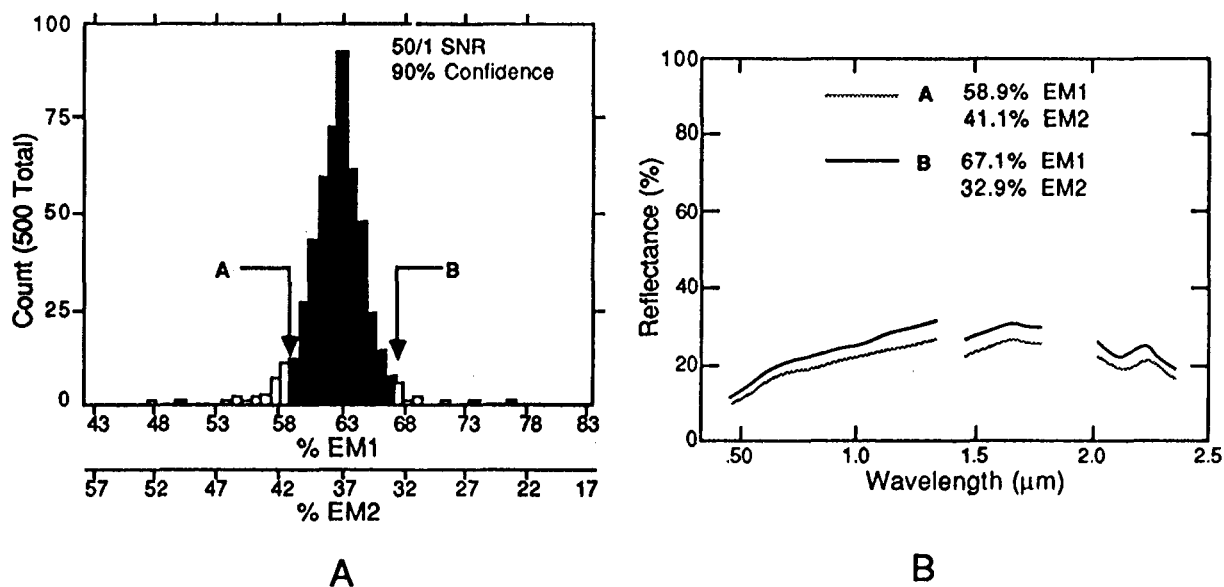 100
75
50
25
0
Count (500 Total)
50/1 SNR
90% Confidence
A
B
43 48 53 58 63 68 73 78 83
% EM1
57 52 47 42 37 32 27 22 17
% EM2
A
100
80
60
40
20
0
Reflectance (%)
A 58.9% EM1
41.1% EM2
B 67.1% EM1
32.9% EM2
.50 1.0 1.5 2.0 2.5
Wavelength (μm)
B